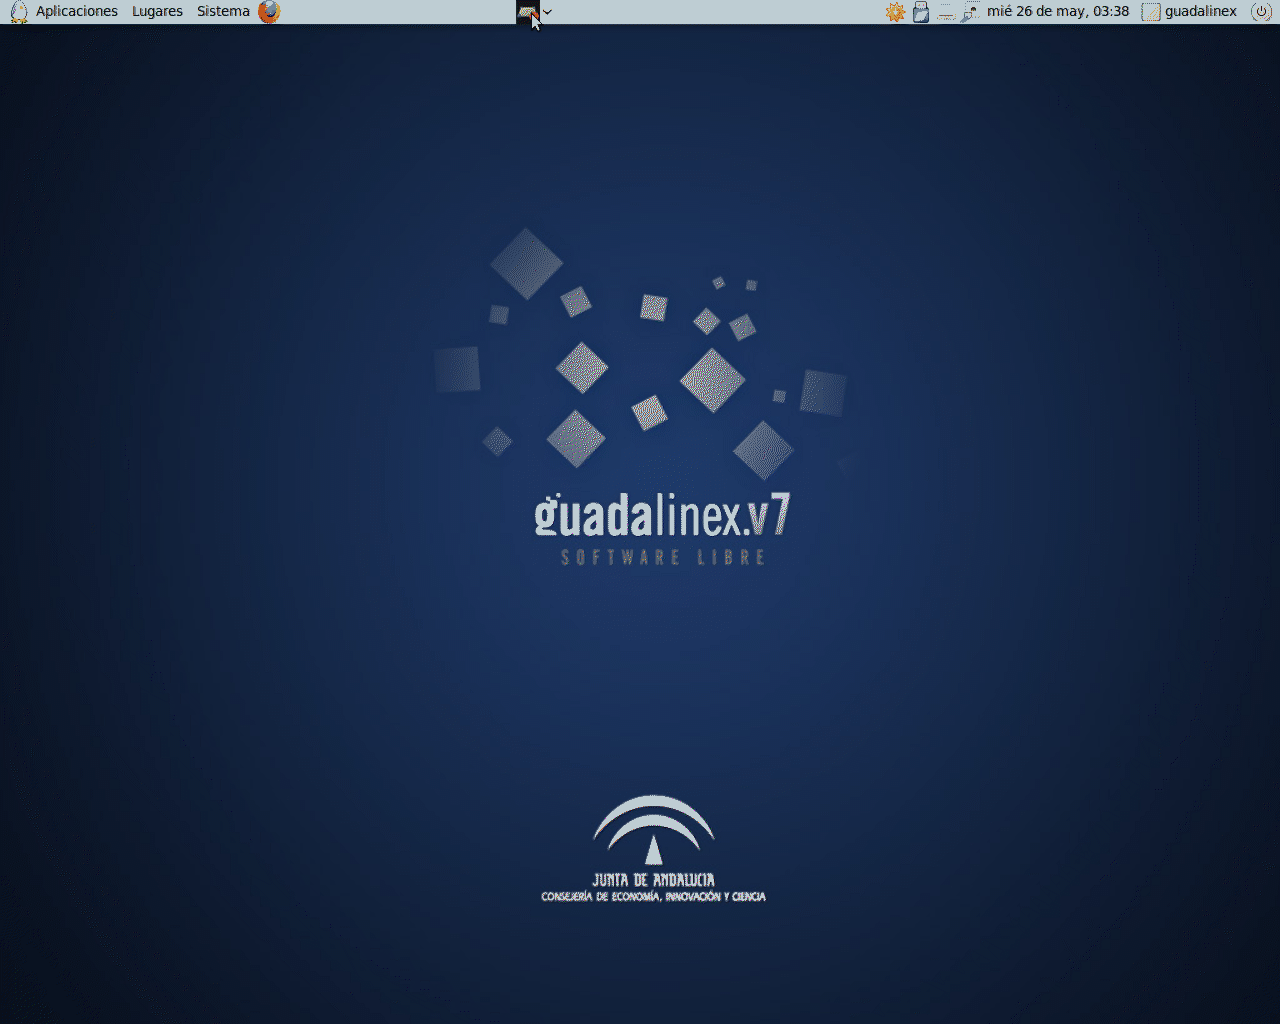 Aplicaciones Lugares Sistema mié 26 de may, 03:38 guadalinex
guadalinex.v7
SOFTWARE LIBRE
JUNTA DE ANDALUCIA
CONSEJERÍA DE ECONOMÍA, INNOVACIÓN Y CIENCIA